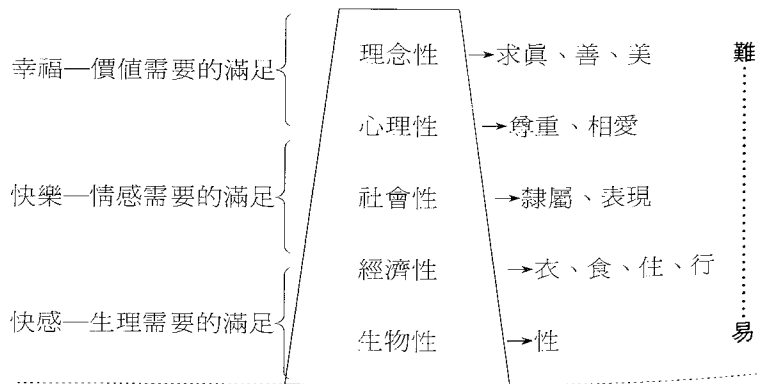 理念性→求眞、善、美
難
幸福—價値需要的滿足
心理性→尊重、相愛
快樂—情感需要的滿足
社會性→隸屬、表現
經濟性→衣、食、住、行
快感—生理需要的滿足
生物性→性
易